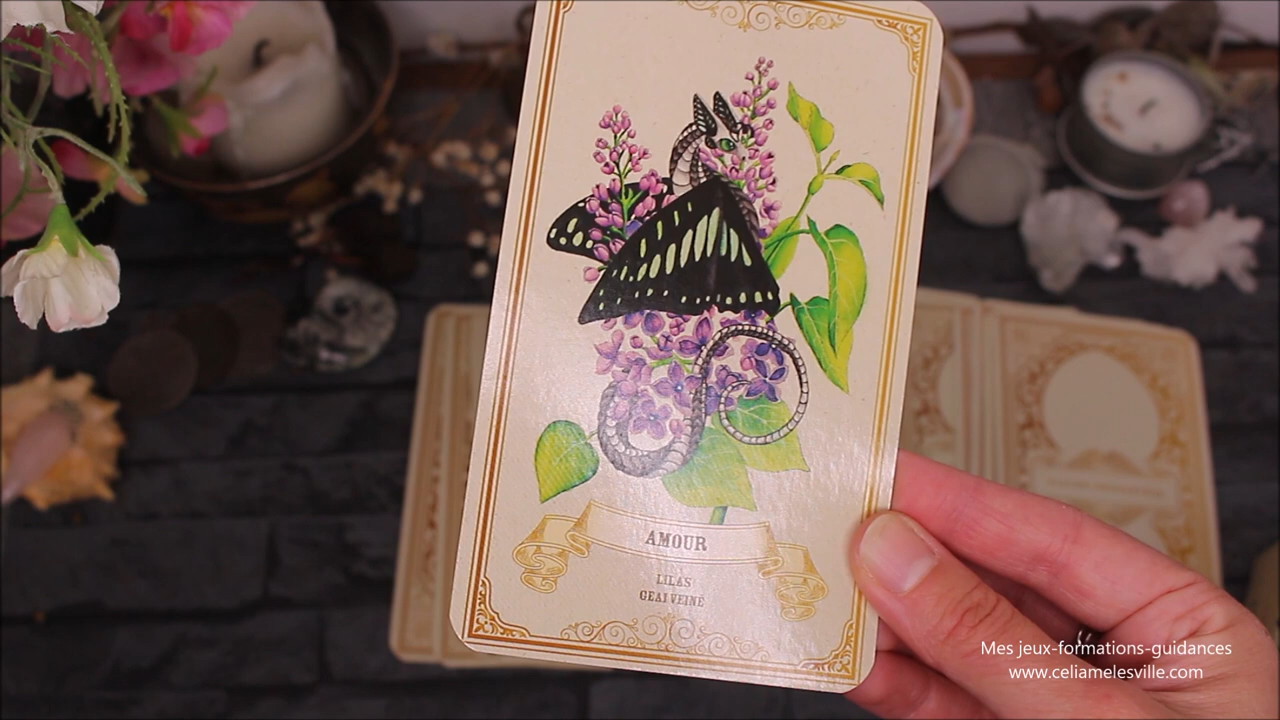 AMOUR
LILAS
GEAI VEINÉ
Mes jeux-formations-guidances
www.celiamelesville.com